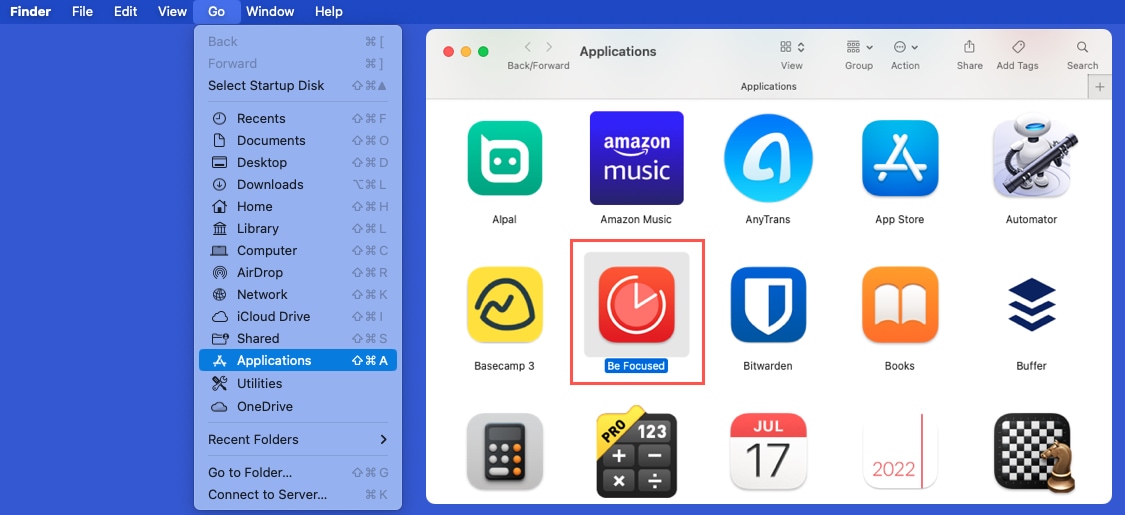 Finder File Edit View Go Window Help
Back ⌘ [
Forward ⌘ ]
Select Startup Disk ⇧⌘▲
Recents ⇧⌘F
Documents ⇧⌘O
Desktop ⇧⌘D
Downloads ⌥⌘L
Home ⇧⌘H
Library ⇧⌘L
Computer ⇧⌘C
AirDrop ⇧⌘R
Network ⇧⌘K
iCloud Drive ⇧⌘I
Shared ⇧⌘S
Applications ⇧⌘A
Utilities
OneDrive
Recent Folders
Go to Folder... ⇧⌘G
Connect to Server... ⌘K
Applications
Back/Forward View Group Action Share Add Tags Search
Applications
amazon
music
Alpal Amazon Music AnyTrans App Store Automator
Basecamp 3 Be Focused Bitwarden Books Buffer
PRO 123
+ −
× ÷
JUL
17
2022